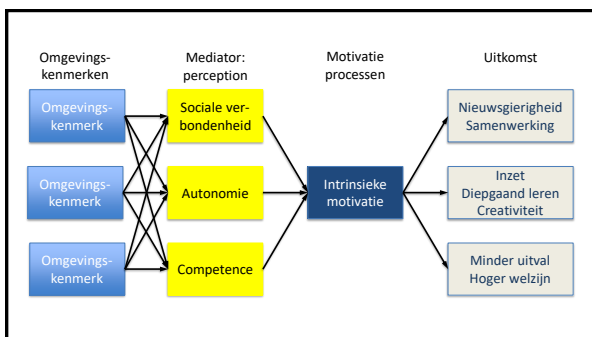 Omgevings-
kenmerken
Mediator:
perception
Motivatie
processen
Uitkomst
Omgevings-
kenmerk
Sociale ver-
bondenheid
Nieuwsgierigheid
Samenwerking
Omgevings-
kenmerk
Autonomie
Intrinsieke
motivatie
Inzet
Diepgaand leren
Creativiteit
Omgevings-
kenmerk
Competence
Minder uitval
Hoger welzijn